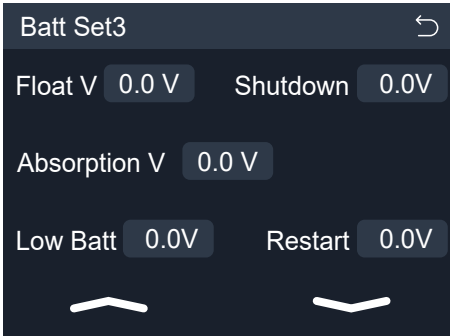 Batt Set3
Float V 0.0 V Shutdown 0.0V
Absorption V 0.0 V
Low Batt 0.0V Restart 0.0V